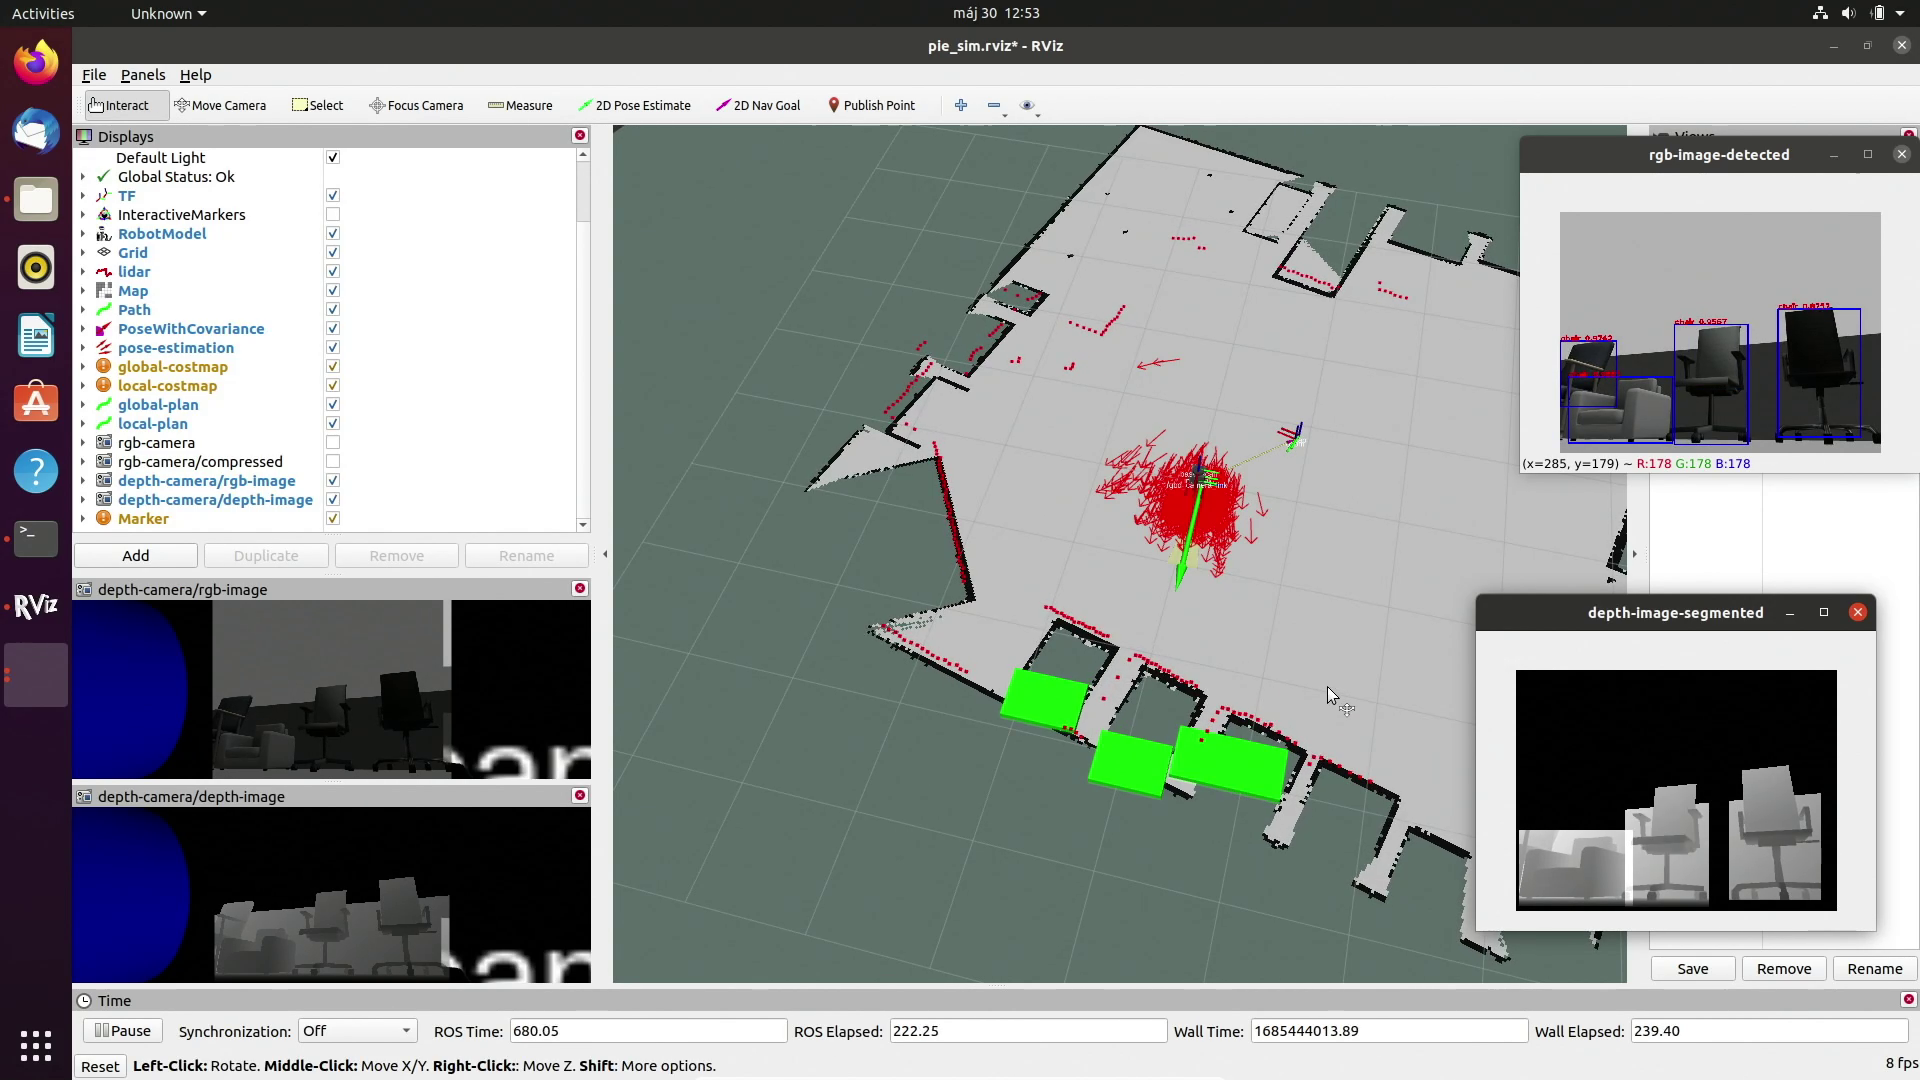 Activities
Unknown
máj 30 12:53
pie_sim.rviz* - RViz
File Panels Help
Interact
Move Camera
Select
Focus Camera
Measure
2D Pose Estimate
2D Nav Goal
Publish Point
Displays
Default Light
Global Status: Ok
TF
InteractiveMarkers
RobotModel
Grid
lidar
Map
Path
PoseWithCovariance
pose-estimation
global-costmap
local-costmap
global-plan
local-plan
rgb-camera
rgb-camera/compressed
depth-camera/rgb-image
depth-camera/depth-image
Marker
Add
Duplicate
Remove
Rename
RViz
depth-camera/rgb-image
depth-camera/depth-image
Views
rgb-image-detected
chair 0.9567
(x=285, y=179) ~ R:178 G:178 B:178
depth-image-segmented
Save
Remove
Rename
Time
Pause
Synchronization: Off
ROS Time: 680.05
ROS Elapsed: 222.25
Wall Time: 1685444013.89
Wall Elapsed: 239.40
Reset
Left-Click: Rotate. Middle-Click: Move X/Y. Right-Click:: Move Z. Shift: More options.
8 fps